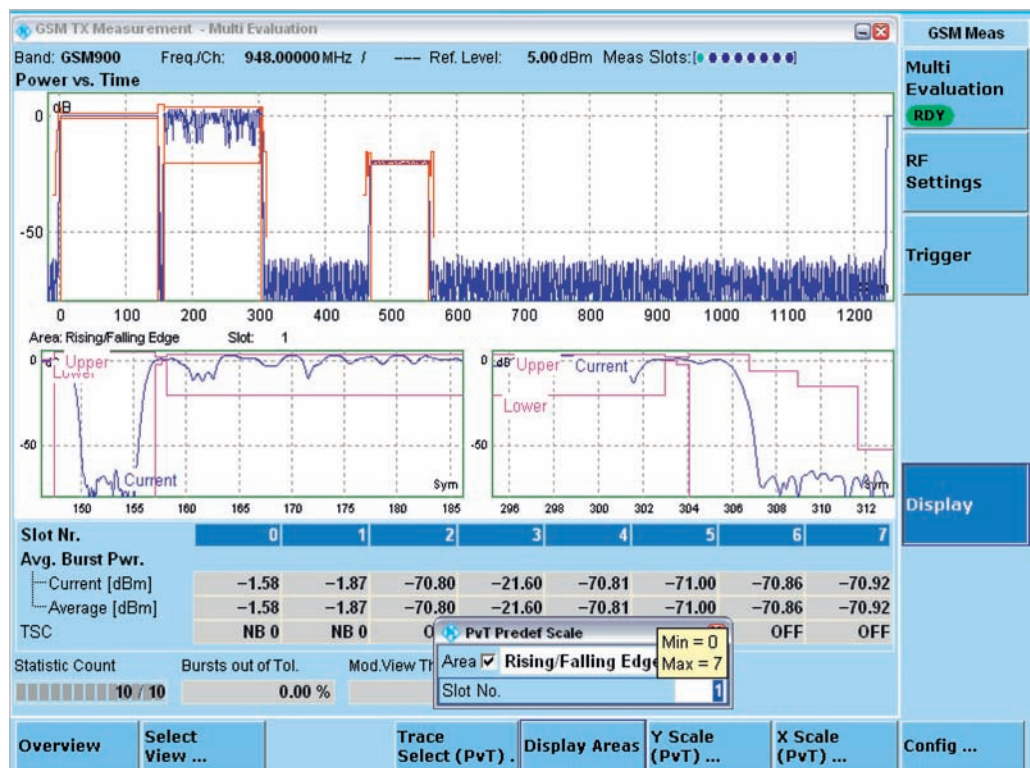 GSM TX Measurement - Multi Evaluation
GSM Meas
Band: GSM900 Freq./Ch: 948.00000 MHz / --- Ref. Level: 5.00 dBm Meas Slots:[ ]
Power vs. Time
Multi Evaluation
RDY
RF Settings
Trigger
Display
dB
0
-50
Sym
0 100 200 300 400 500 600 700 800 900 1000 1100 1200
Area: Rising/Falling Edge Slot: 1
0
Upper
Lower
-50
Current
Sym
150 155 160 165 170 175 180 185
0 dB Upper Current
Lower
-50
Sym
296 298 300 302 304 306 308 310 312
Slot Nr. 0 1 2 3 4 5 6 7
Avg. Burst Pwr.
Current [dBm] −1.58 −1.87 −70.80 −21.60 −70.81 −71.00 −70.86 −70.92
Average [dBm] −1.58 −1.87 −70.80 −21.60 −70.81 −71.00 −70.86 −70.92
TSC NB 0 NB 0 OFF OFF
PvT Predef Scale
Area Rising/Falling Edge
Slot No. 1
Min = 0
Max = 7
Statistic Count Bursts out of Tol. Mod.View
10 / 10 0.00 %
Overview
Select View ...
Trace Select (PvT) .
Display Areas
Y Scale (PvT) ...
X Scale (PvT) ...
Config ...